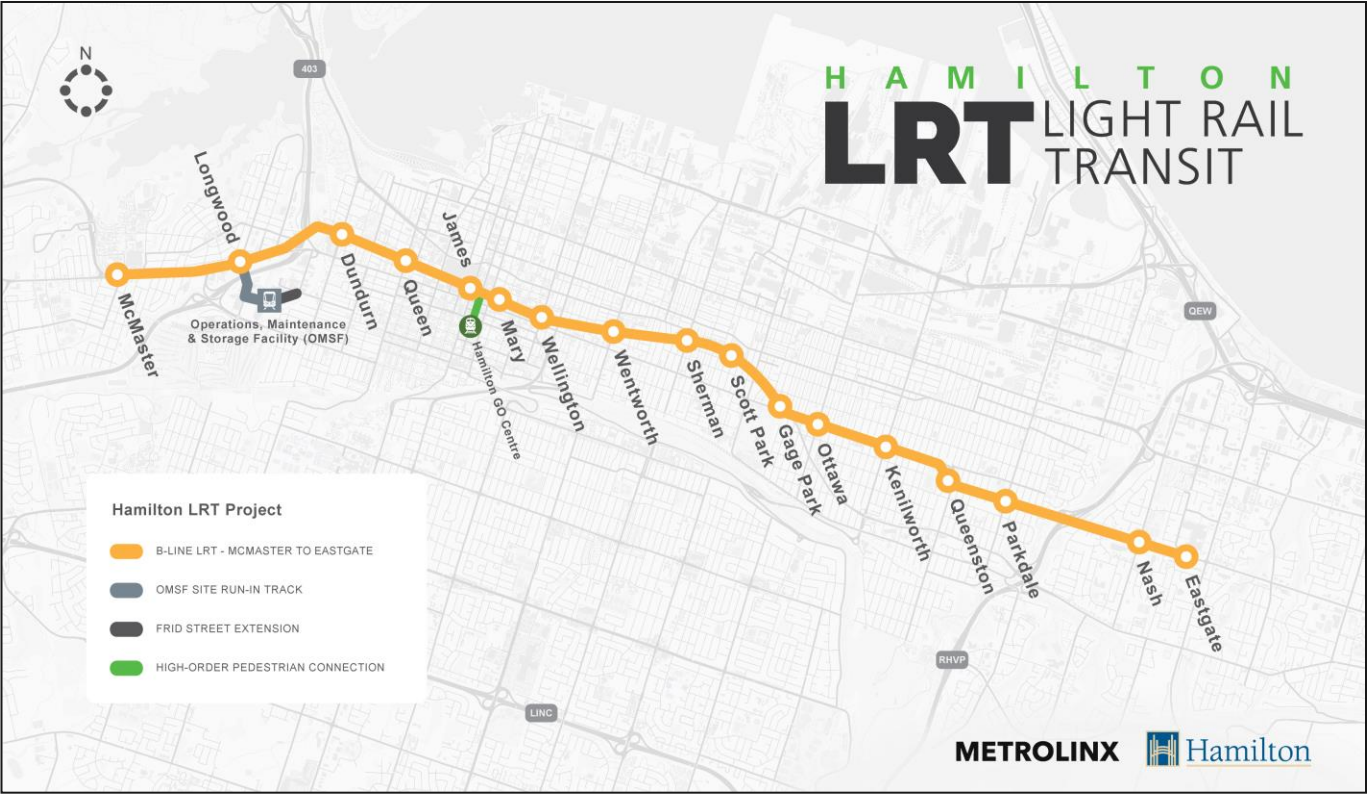 N
403
HAMILTON
LRT LIGHT RAIL
TRANSIT
Longwood
James
McMaster
Dundurn
Queen
Mary
Wellington
Wentworth
Sherman
Scott Park
Gage Park
Ottawa
Kenilworth
Queenston
Parkdale
Nash
Eastgate
Operations, Maintenance
& Storage Facility (OMSF)
Hamilton GO Centre
QEW
RHVP
LINC
Hamilton LRT Project
B-LINE LRT - MCMASTER TO EASTGATE
OMSF SITE RUN-IN TRACK
FRID STREET EXTENSION
HIGH-ORDER PEDESTRIAN CONNECTION
METROLINX
Hamilton